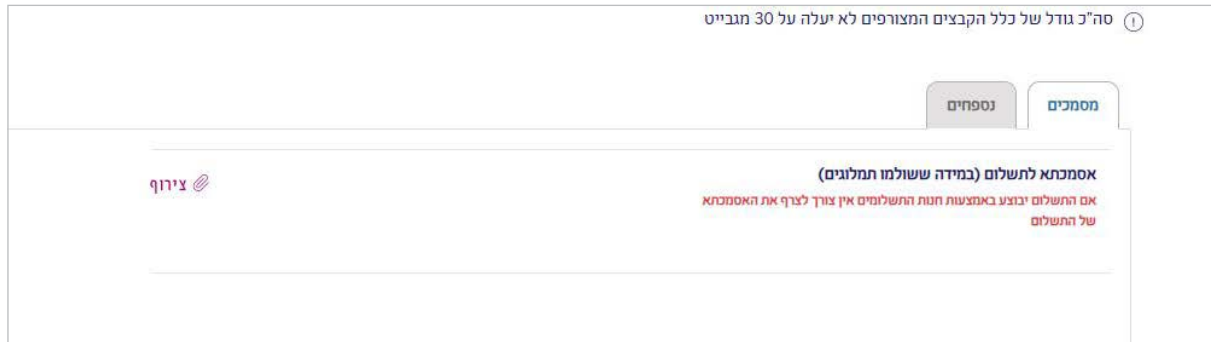 סה"כ גודל של כלל הקבצים המצורפים לא יעלה על 30 מגבייט
מסמכים
נספחים
אסמכתא לתשלום (במידה ששולמו תמלוגים)
צירוף
אם התשלום יבוצע באמצעות חנות התשלומים אין צורך לצרף את האסמכתא
של התשלום